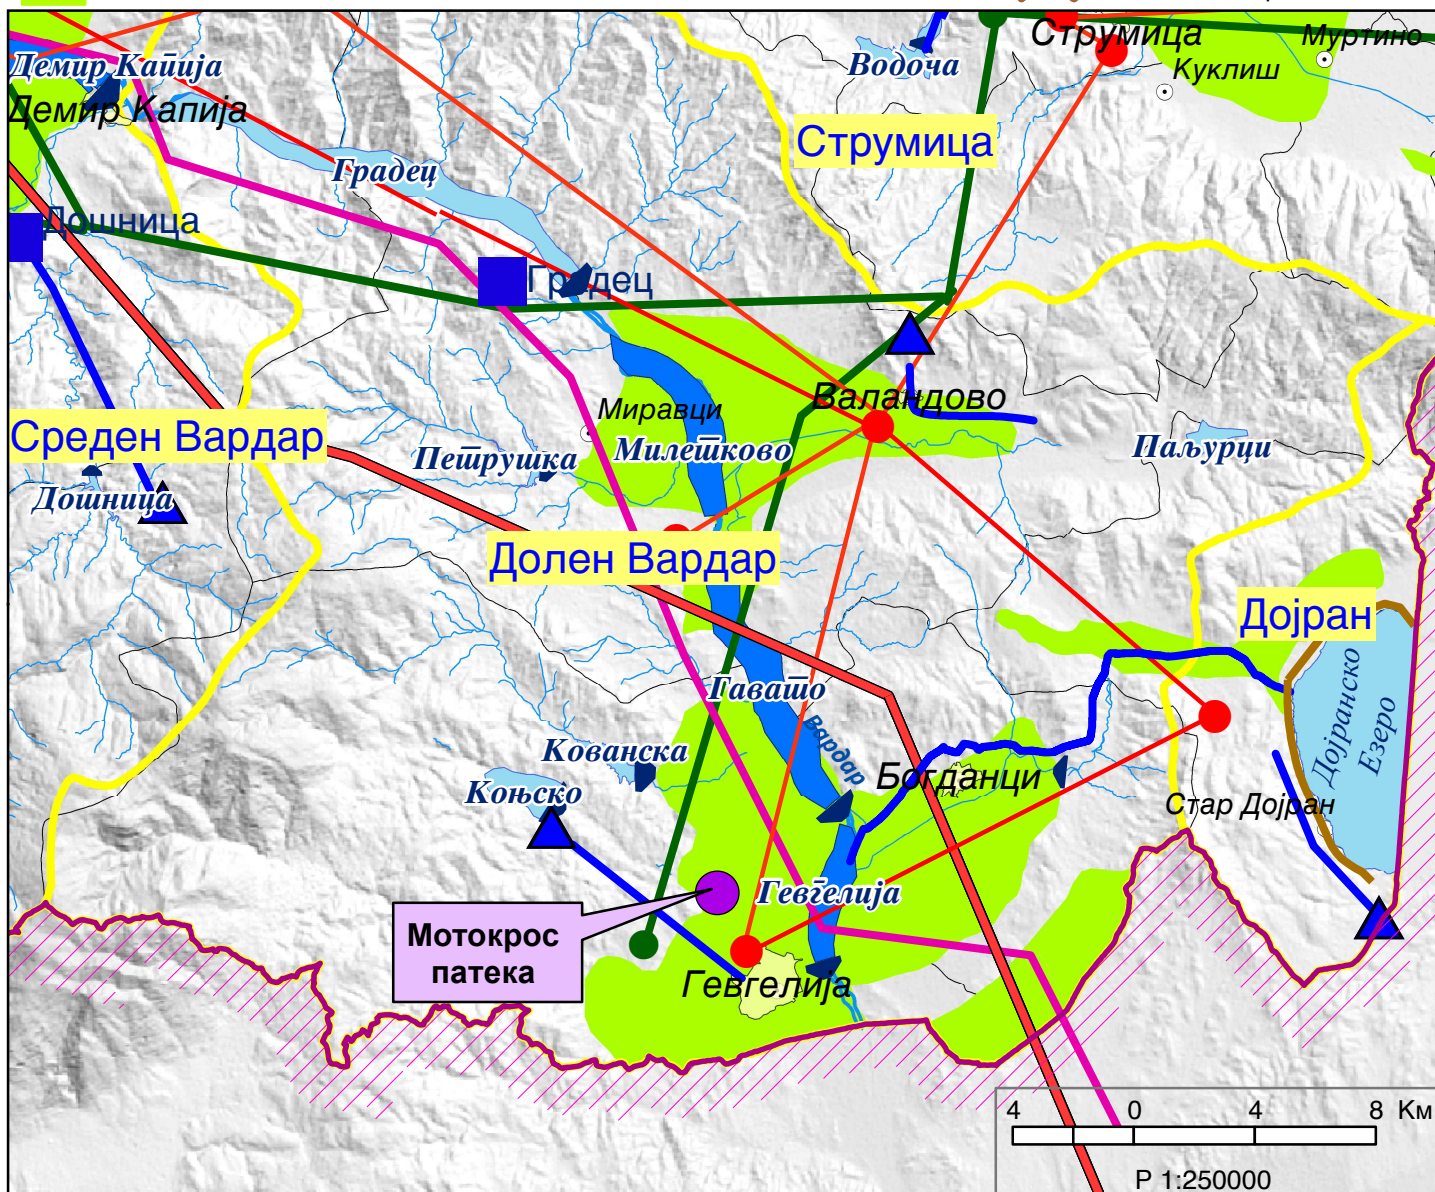 Струмица
Муртино
Демир Капија
Водоча
Куклиш
Демир Капија
Струмица
Градец
Дошница
Градец
Валандово
Миравци
Среден Вардар
Петрушка
Милетково
Паљурци
Дошница
Долен Вардар
Дојран
Гавато
Дојранско
Езеро
Вардар
Кованска
Богданци
Коњско
Стар Дојран
Гевгелија
Мотокрос
патека
Гевгелија
4 0 4 8 Км
Р 1:250000